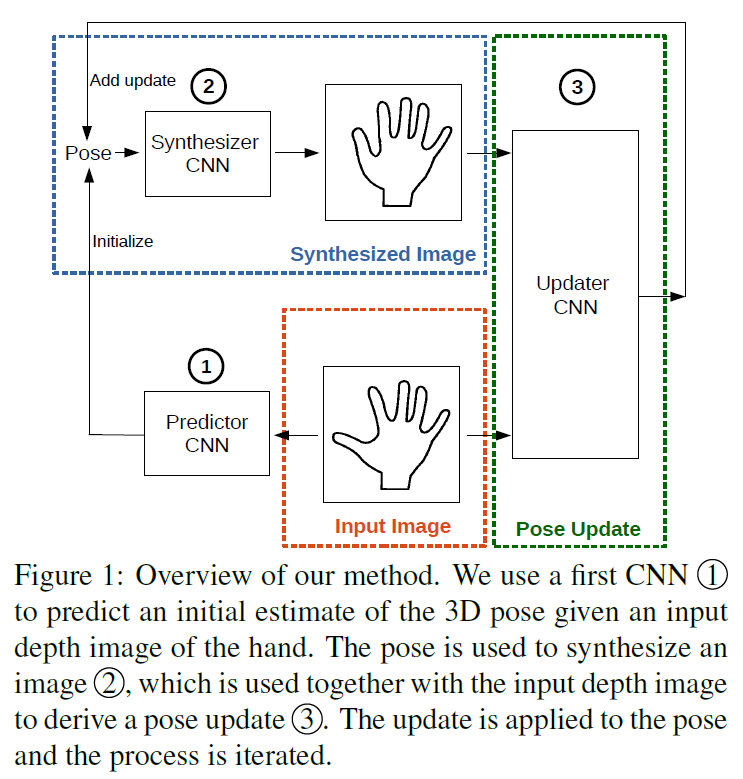 Add update
2
3
Pose
Synthesizer
CNN
Initialize
Synthesized Image
Updater
CNN
1
Predictor
CNN
Input Image
Pose Update
Figure 1: Overview of our method. We use a first CNN ①
to predict an initial estimate of the 3D pose given an input
depth image of the hand. The pose is used to synthesize an
image ②, which is used together with the input depth image
to derive a pose update ③. The update is applied to the pose
and the process is iterated.